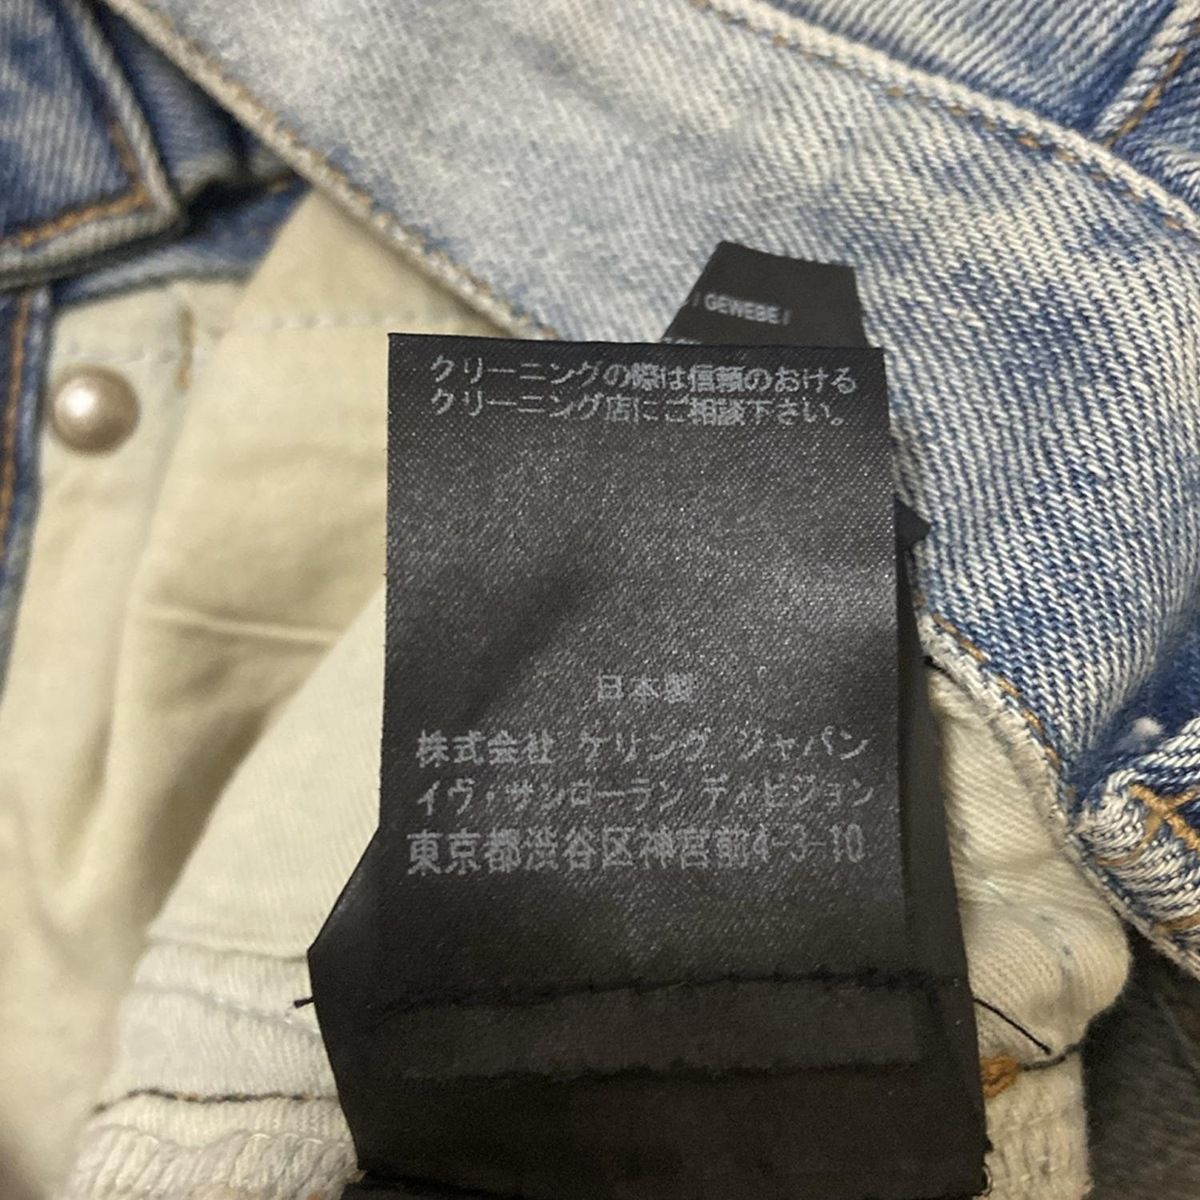 / GEWEBE /
クリーニングの際は信頼のおける
クリーニング店にご相談下さい。
日本製
株式会社 ケリング ジャパン
イヴ・サンローラン ディビジョン
東京都渋谷区神宮前4-3-10